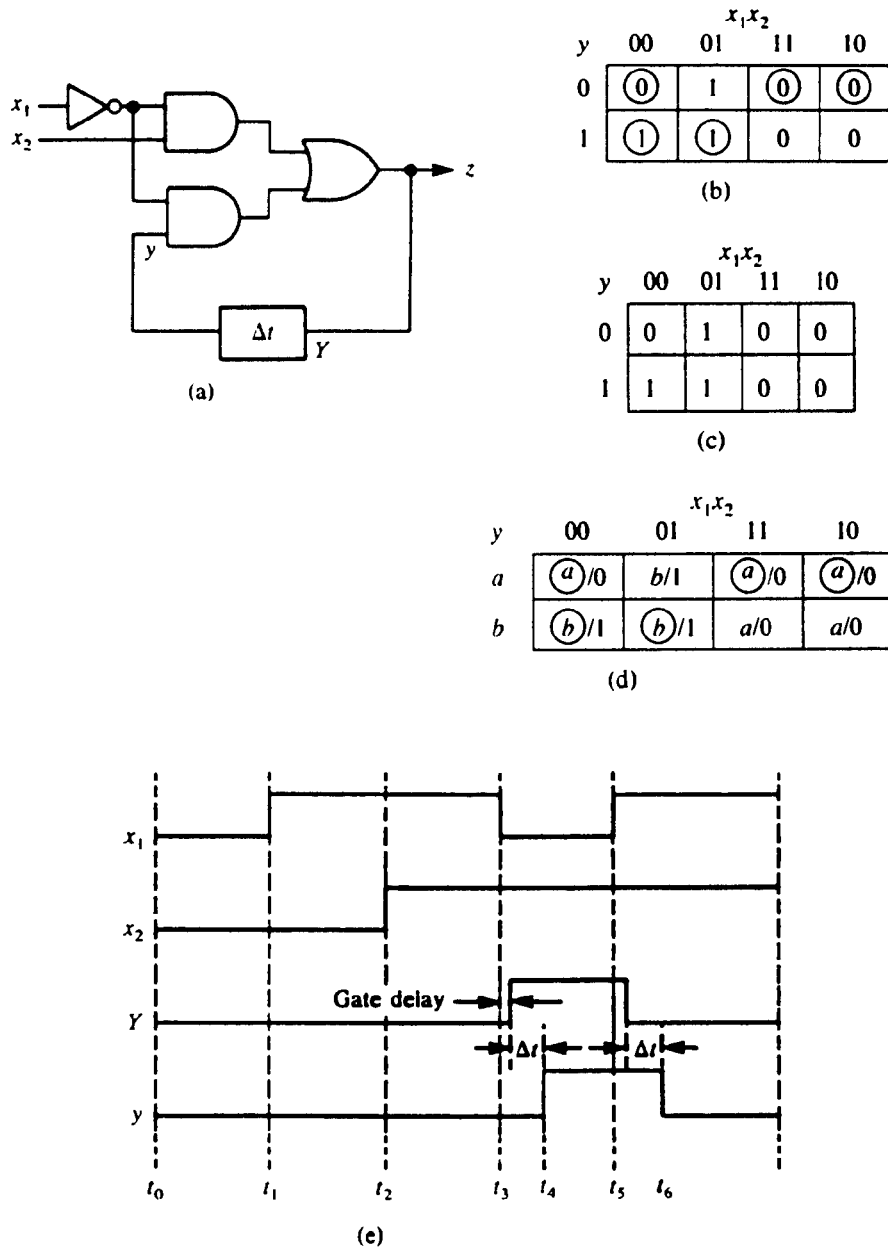 x₁
x₂
y
z
Δt
Y
(a)
x₁x₂
y 00 01 11 10
0 0 1 0 0
1 1 1 0 0
(b)
x₁x₂
y 00 01 11 10
0 0 1 0 0
1 1 1 0 0
(c)
x₁x₂
y 00 01 11 10
a a/0 b/1 a/0 a/0
b b/1 b/1 a/0 a/0
(d)
x₁
x₂
Gate delay
Y
Δt Δt
y
t₀ t₁ t₂ t₃ t₄ t₅ t₆
(e)